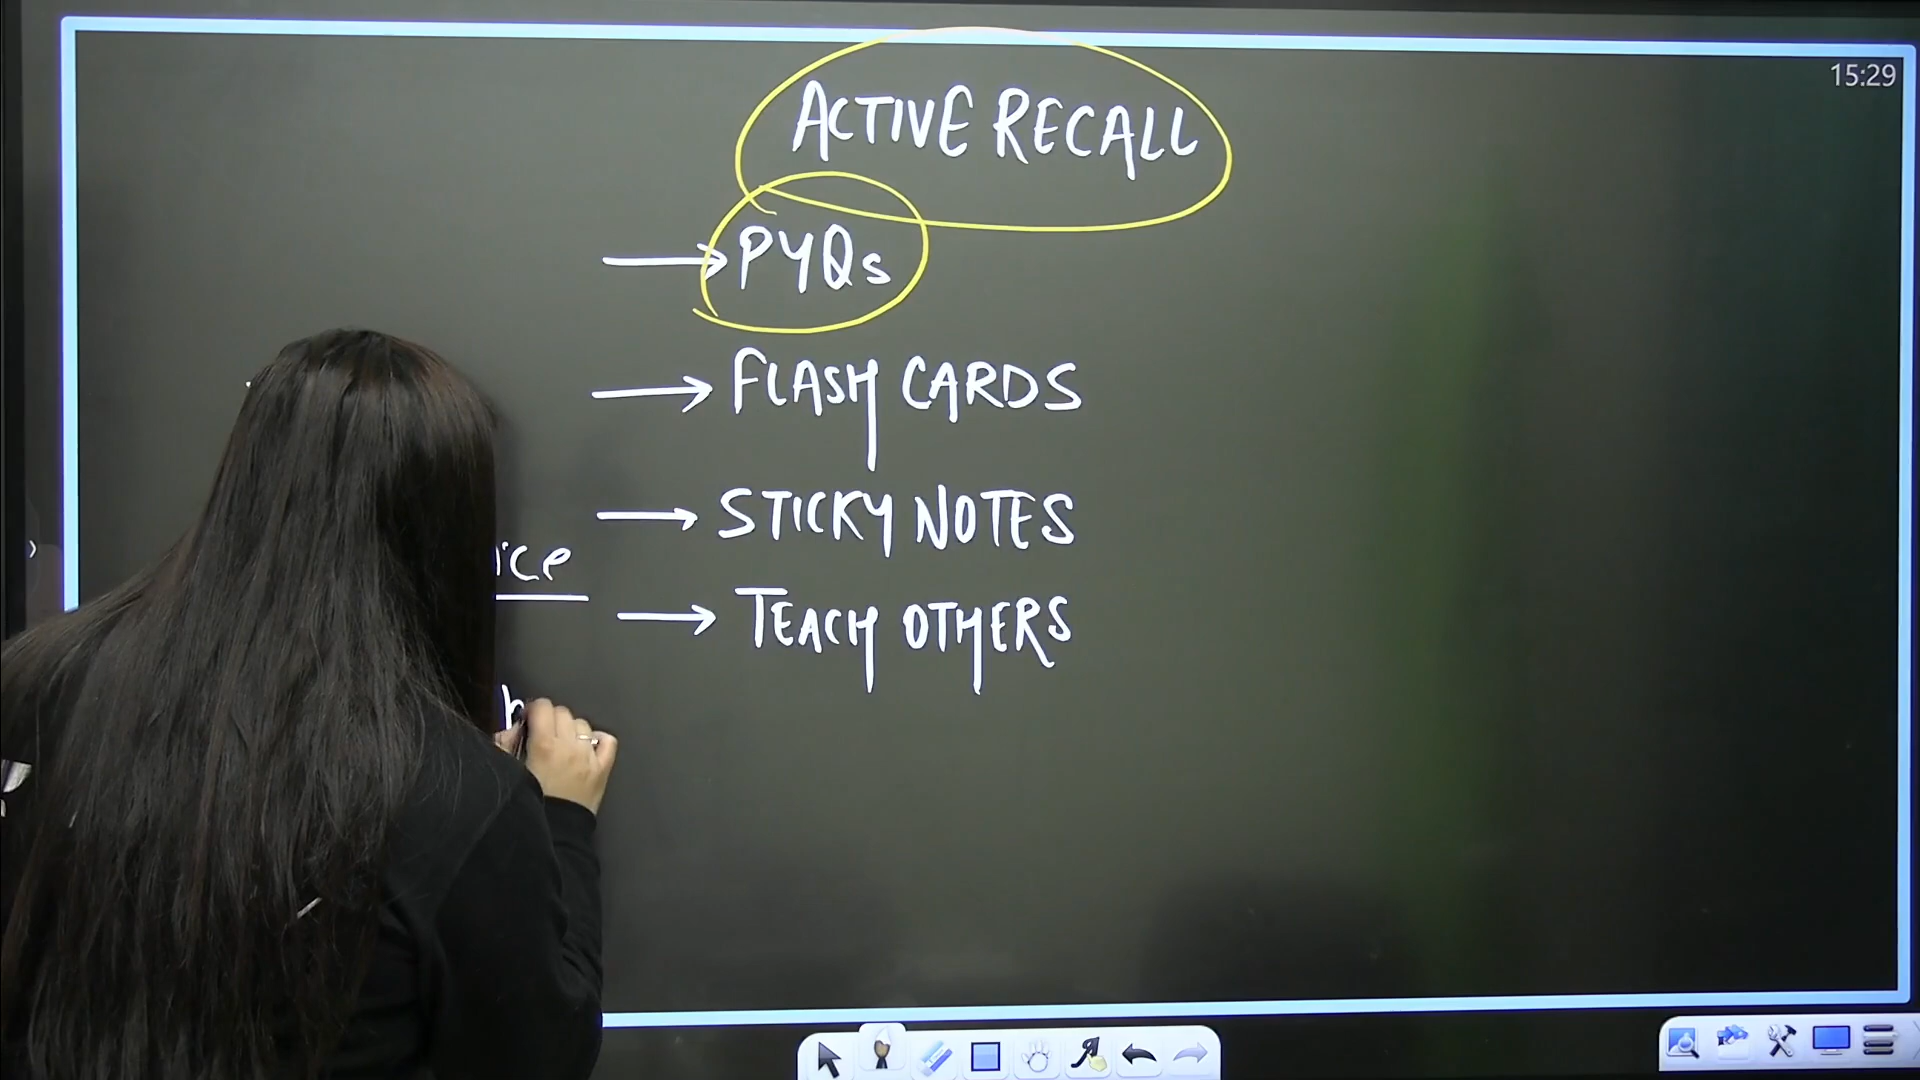 15:29
ACTIVE RECALL
→ PYQs
→ FLASH CARDS
→ STICKY NOTES
→ TEACH OTHERS